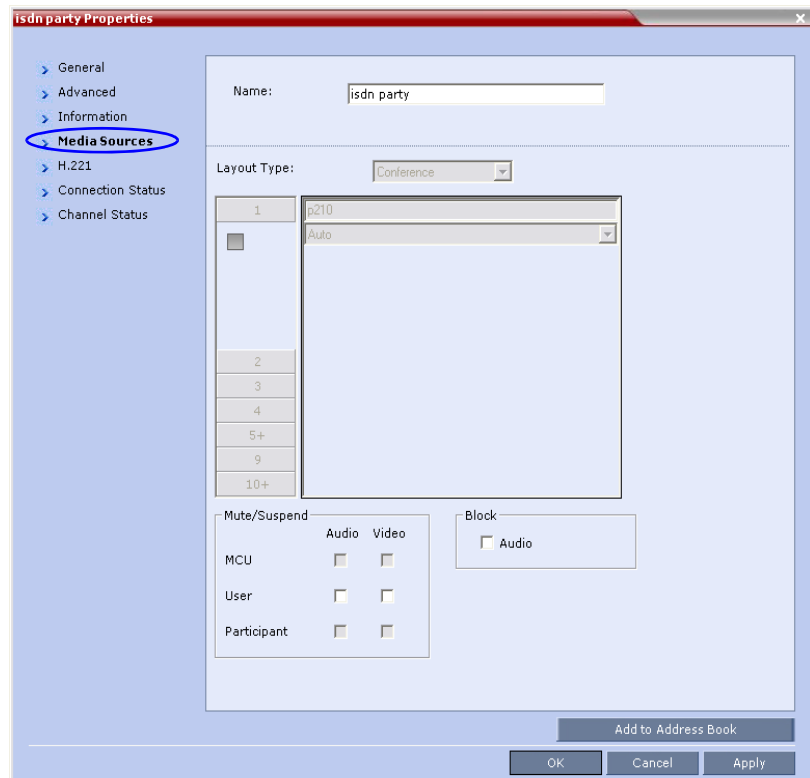 isdn party Properties
X
General
Advanced
Information
Media Sources
H.221
Connection Status
Channel Status
Name: isdn party
Layout Type: Conference
1
p210
Auto
2
3
4
5+
9
10+
Mute/Suspend
Audio Video
MCU
User
Participant
Block
Audio
Add to Address Book
OK Cancel Apply